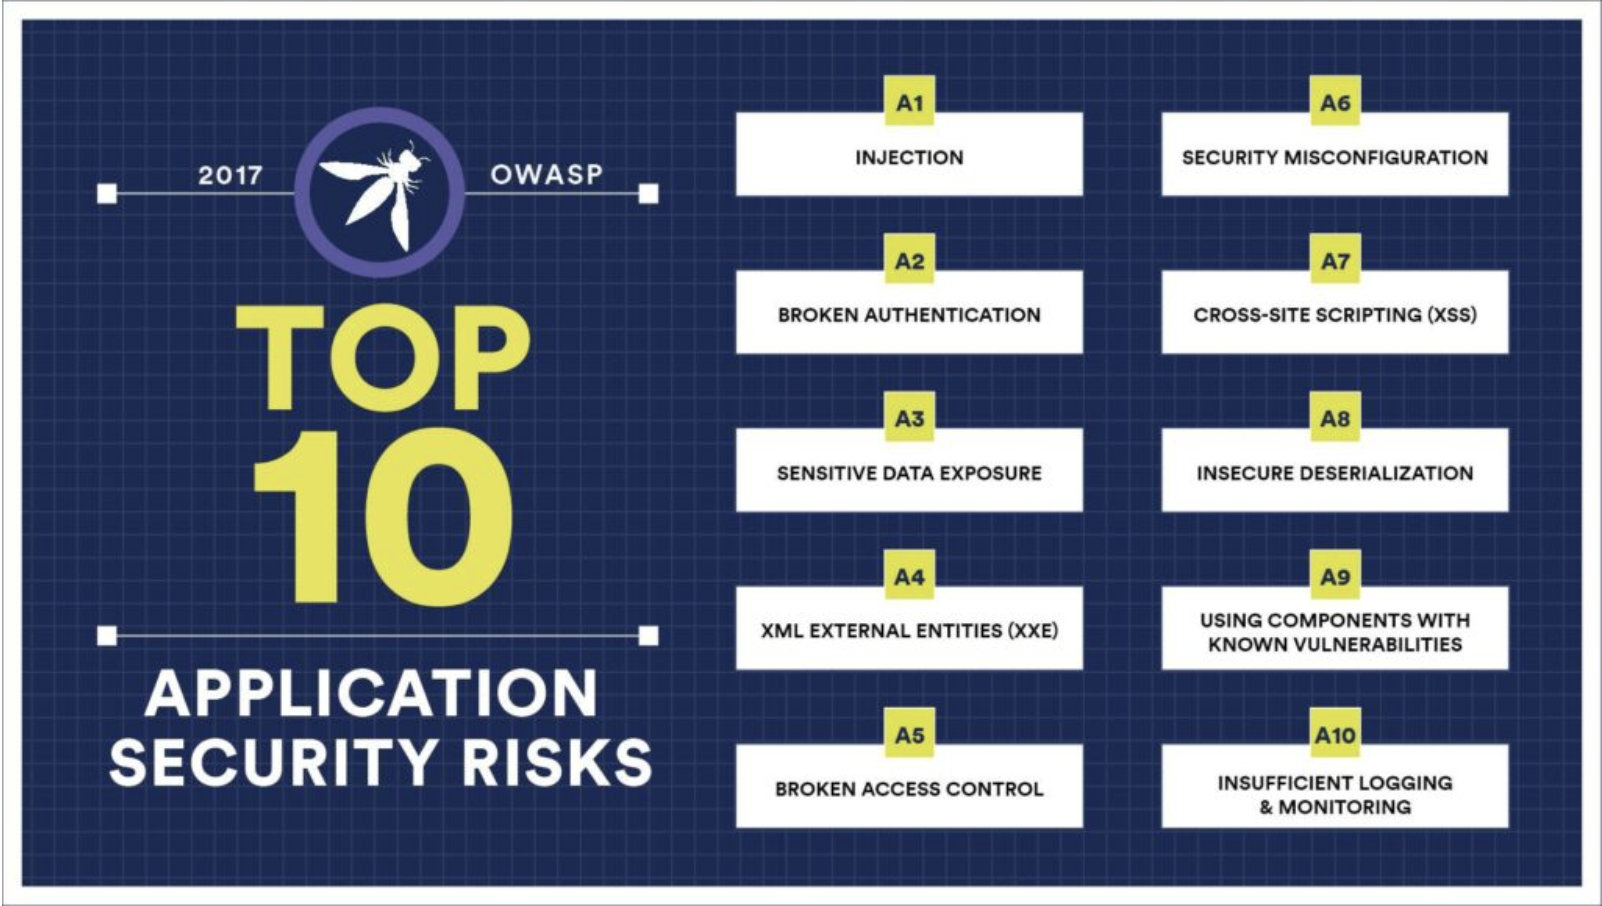 2017
OWASP
TOP
10
APPLICATION
SECURITY RISKS
A1
INJECTION
A2
BROKEN AUTHENTICATION
A3
SENSITIVE DATA EXPOSURE
A4
XML EXTERNAL ENTITIES (XXE)
A5
BROKEN ACCESS CONTROL
A6
SECURITY MISCONFIGURATION
A7
CROSS-SITE SCRIPTING (XSS)
A8
INSECURE DESERIALIZATION
A9
USING COMPONENTS WITH
KNOWN VULNERABILITIES
A10
INSUFFICIENT LOGGING
& MONITORING